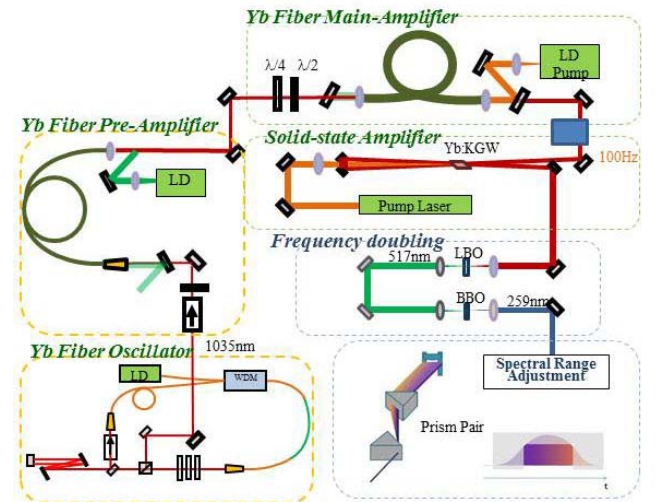 Yb Fiber Main-Amplifier
λ/4 λ/2
LD
Pump
Yb Fiber Pre-Amplifier
LD
Solid-state Amplifier
Yb:KGW
100Hz
Pump Laser
Frequency doubling
517nm
LBO
BBO
259nm
1035nm
Yb Fiber Oscillator
LD
WDM
Spectral Range
Adjustment
Prism Pair
t